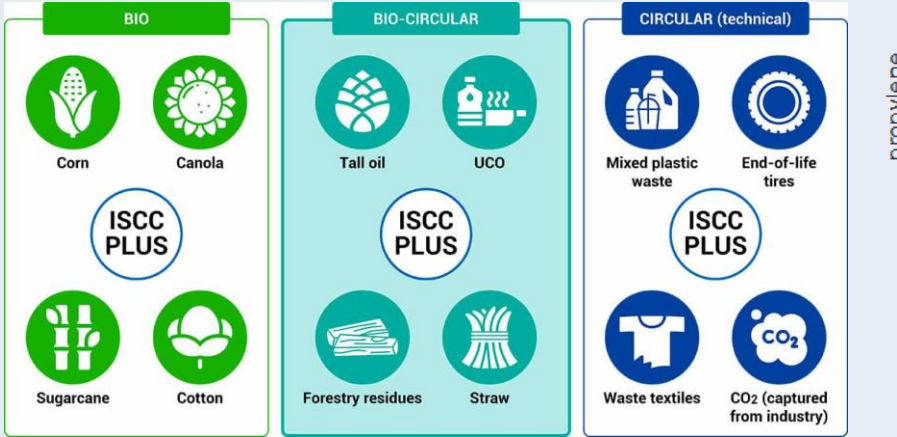 BIO
Corn
Canola
ISCC
PLUS
Sugarcane
Cotton
BIO-CIRCULAR
Tall oil
UCO
ISCC
PLUS
Forestry residues
Straw
CIRCULAR (technical)
Mixed plastic
waste
End-of-life
tires
ISCC
PLUS
Waste textiles
CO₂
CO2 (captured
from industry)
propylene